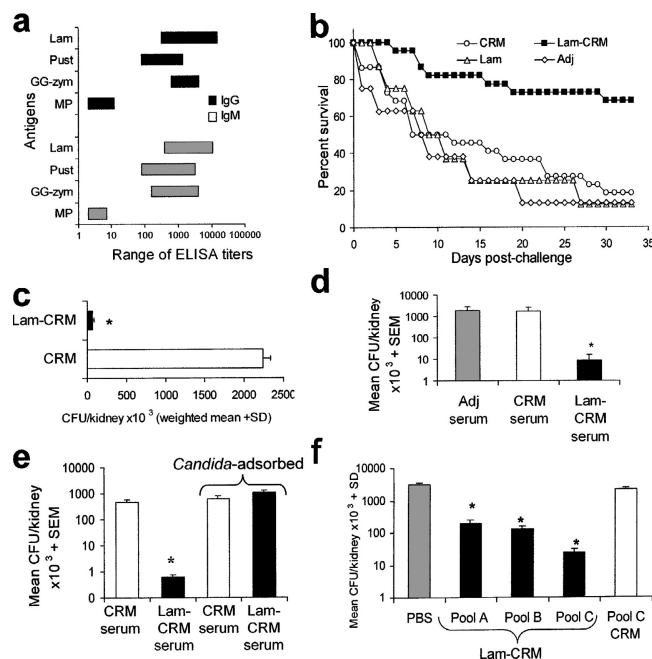 a
Antigens
Lam
Pust
GG-zym
MP
Lam
Pust
GG-zym
MP
IgG
IgM
1 10 100 1000 10000 100000
Range of ELISA titers
b
Percent survival
100
80
60
40
20
0
CRM
Lam-CRM
Lam
Adj
0 5 10 15 20 25 30
Days post-challenge
c
Lam-CRM
*
CRM
0 500 1000 1500 2000 2500
CFU/kidney x10 3 (weighted mean +SD)
d
Mean CFU/kidney
x10 3 + SEM
10000
1000
100
10
1
*
Adj
serum
CRM
serum
Lam-
CRM
serum
e
Mean CFU/kidney
x10 3 + SEM
10000
1000
100
10
1
0
*
Candida-adsorbed
CRM
serum
Lam-
CRM
serum
CRM
serum
Lam-
CRM
serum
f
Mean CFU/kidney x10 3 + SD
10000
1000
100
10
1
*
*
*
PBS
Pool A
Pool B
Pool C
Pool C
CRM
Lam-CRM